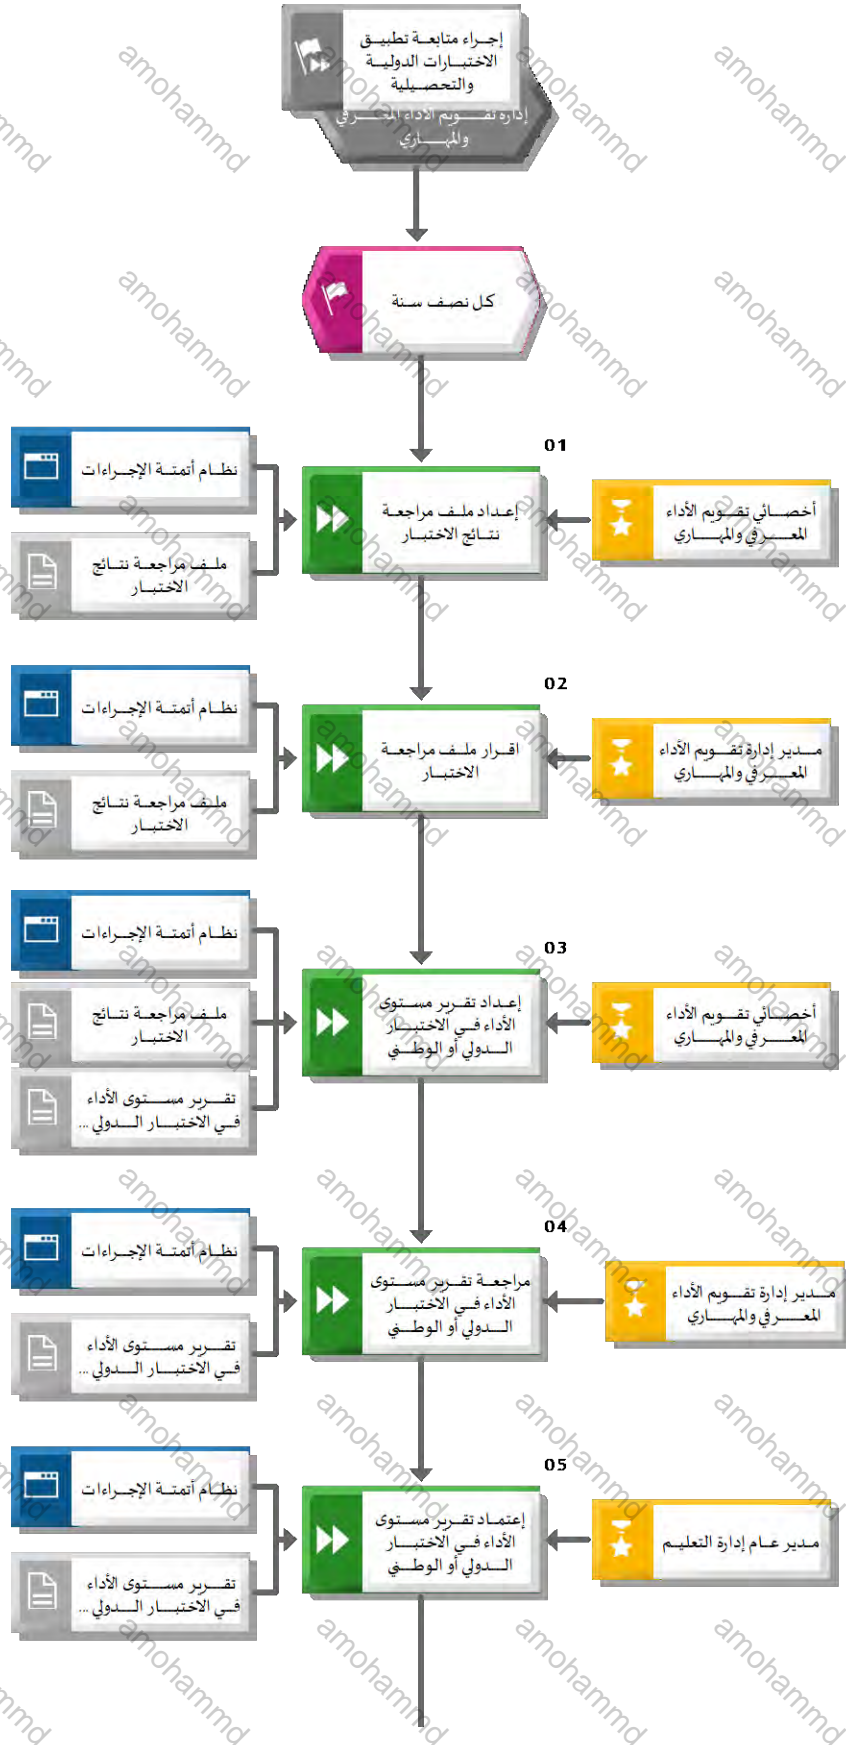 إجراء متابعة تطبيق
الاختبارات الدولية
والتحصيلية
إدارة تقويم الأداء المعرفي
والمهاري
كل نصف سنة
01
نظام أتمتة الإجراءات
إعداد ملف مراجعة
نتائج الاختبار
أخصائي تقويم الأداء
المعرفي والمهاري
ملف مراجعة نتائج
الاختبار
02
نظام أتمتة الإجراءات
اقرار ملف مراجعة
الاختبار
مدير إدارة تقويم الأداء
المعرفي والمهاري
ملف مراجعة نتائج
الاختبار
03
نظام أتمتة الإجراءات
إعداد تقرير مستوى
الأداء في الاختبار
الدولي أو الوطني
أخصائي تقويم الأداء
المعرفي والمهاري
ملف مراجعة نتائج
الاختبار
تقرير مستوى الأداء
في الاختبار الدولي ...
04
نظام أتمتة الإجراءات
مراجعة تقرير مستوى
الأداء في الاختبار
الدولي أو الوطني
مدير إدارة تقويم الأداء
المعرفي والمهاري
تقرير مستوى الأداء
في الاختبار الدولي ...
05
نظام أتمتة الإجراءات
إعتماد تقرير مستوى
الأداء في الاختبار
الدولي أو الوطني
مدير عام إدارة التعليم
تقرير مستوى الأداء
في الاختبار الدولي ...
amohammd